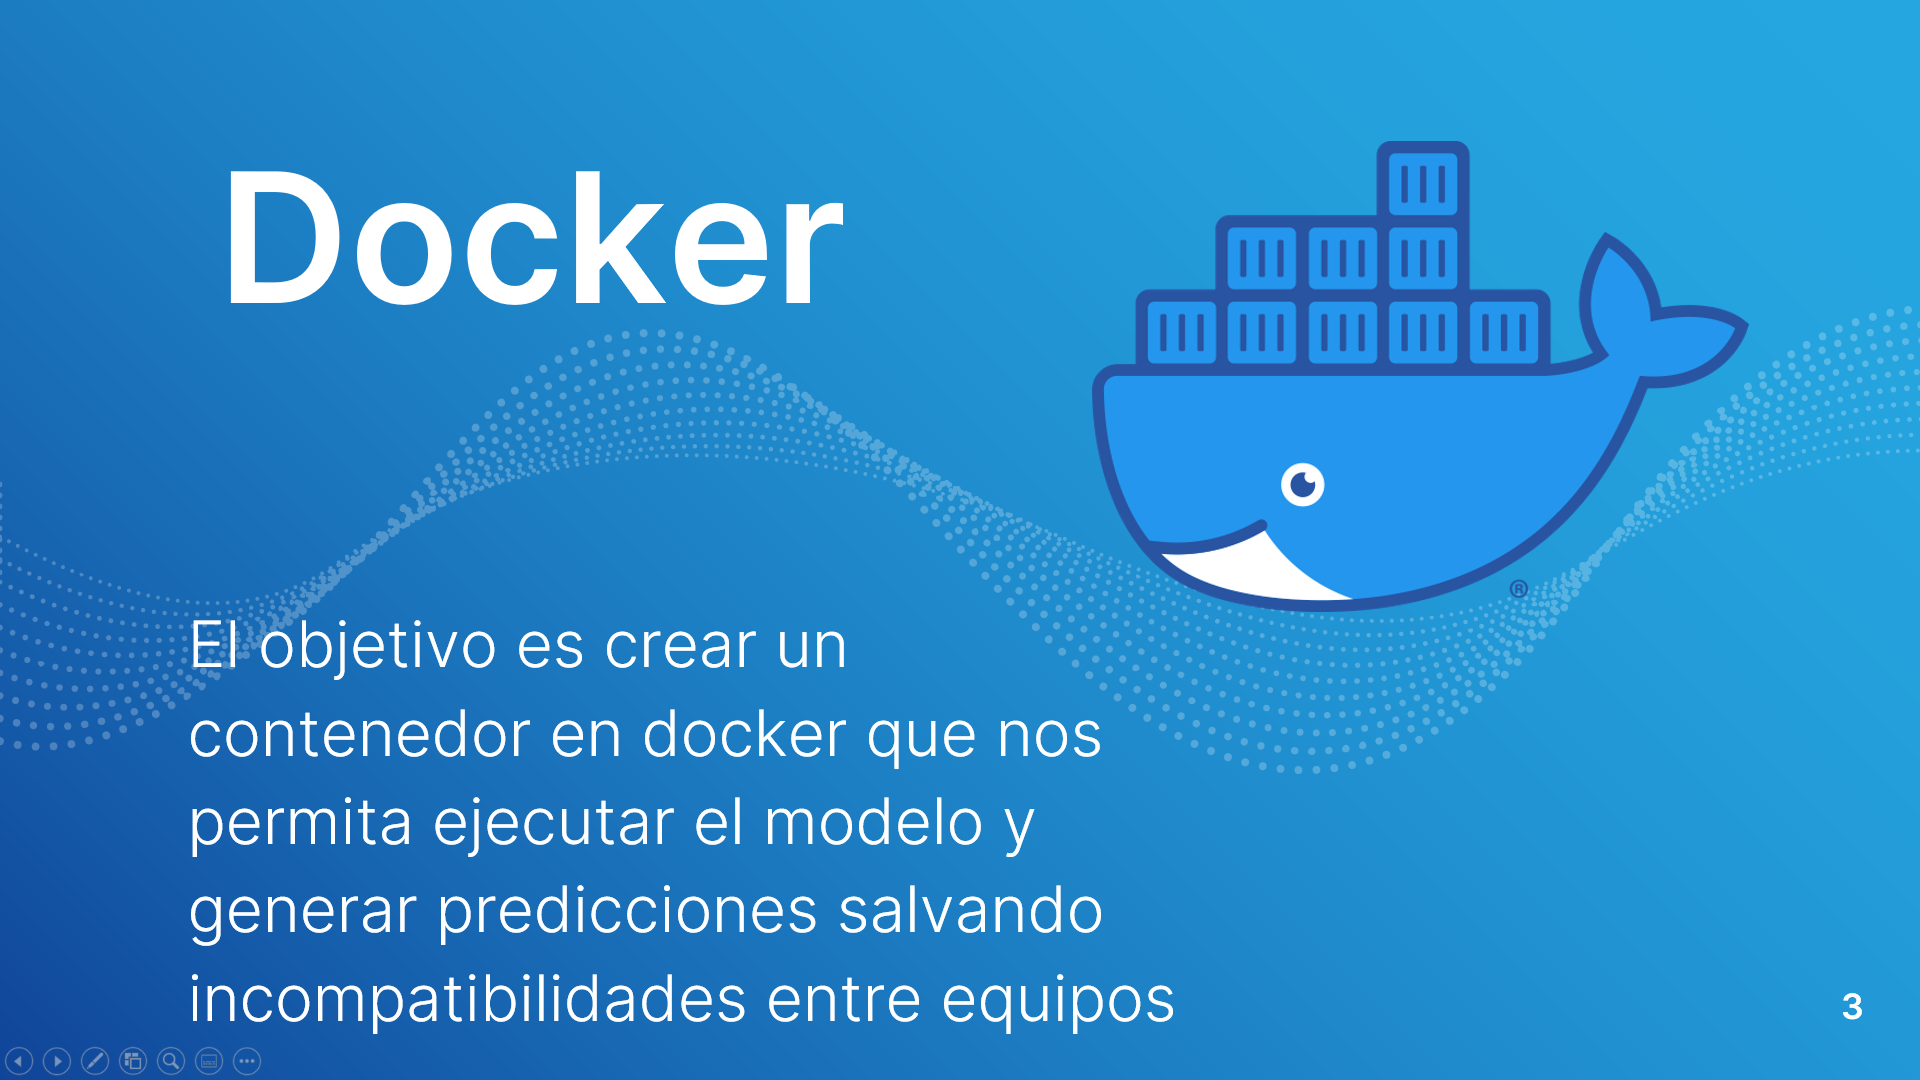 Docker
®
El objetivo es crear un
contenedor en docker que nos
permita ejecutar el modelo y
generar predicciones salvando
incompatibilidades entre equipos
3